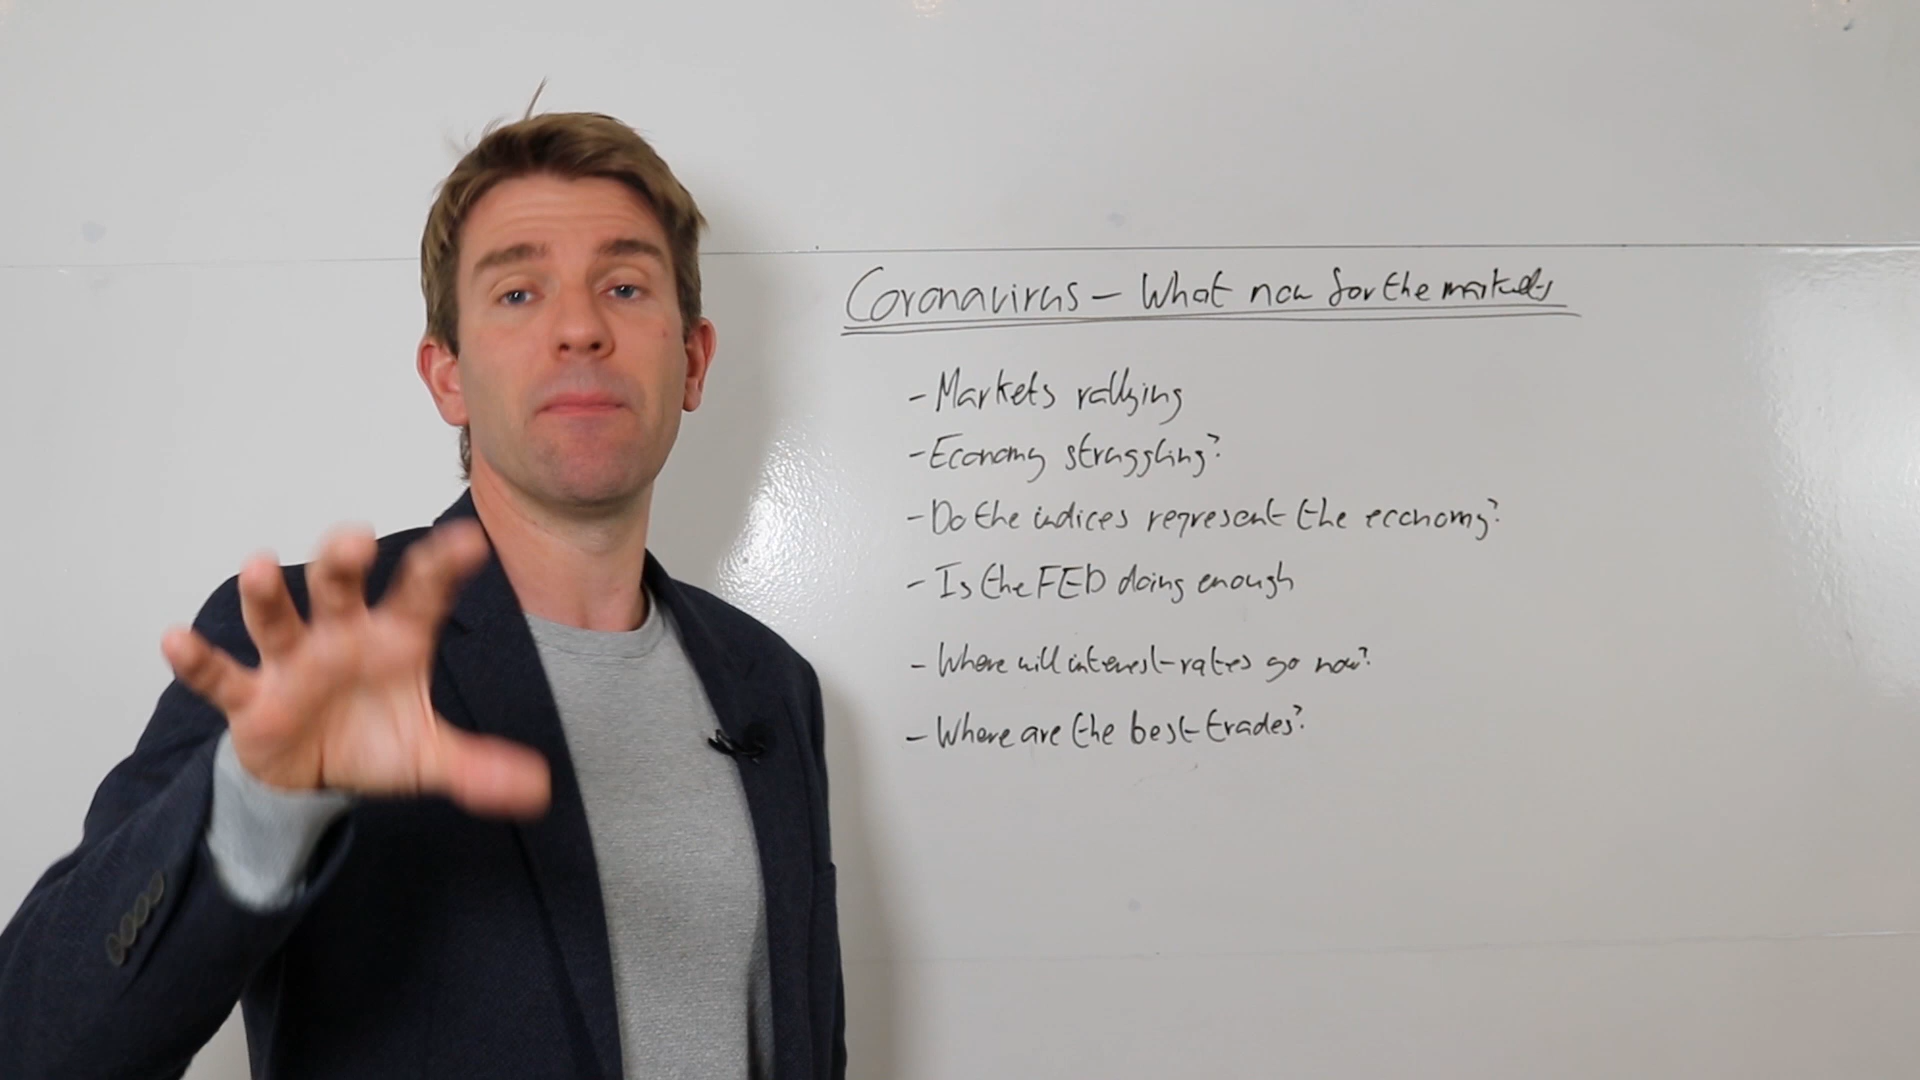 Coronavirus - What now for the markets
- Markets rallying
- Economy struggling?
- Do the indices represent the economy?
- Is the FED doing enough
- Where will interest rates go now?
- Where are the best trades?